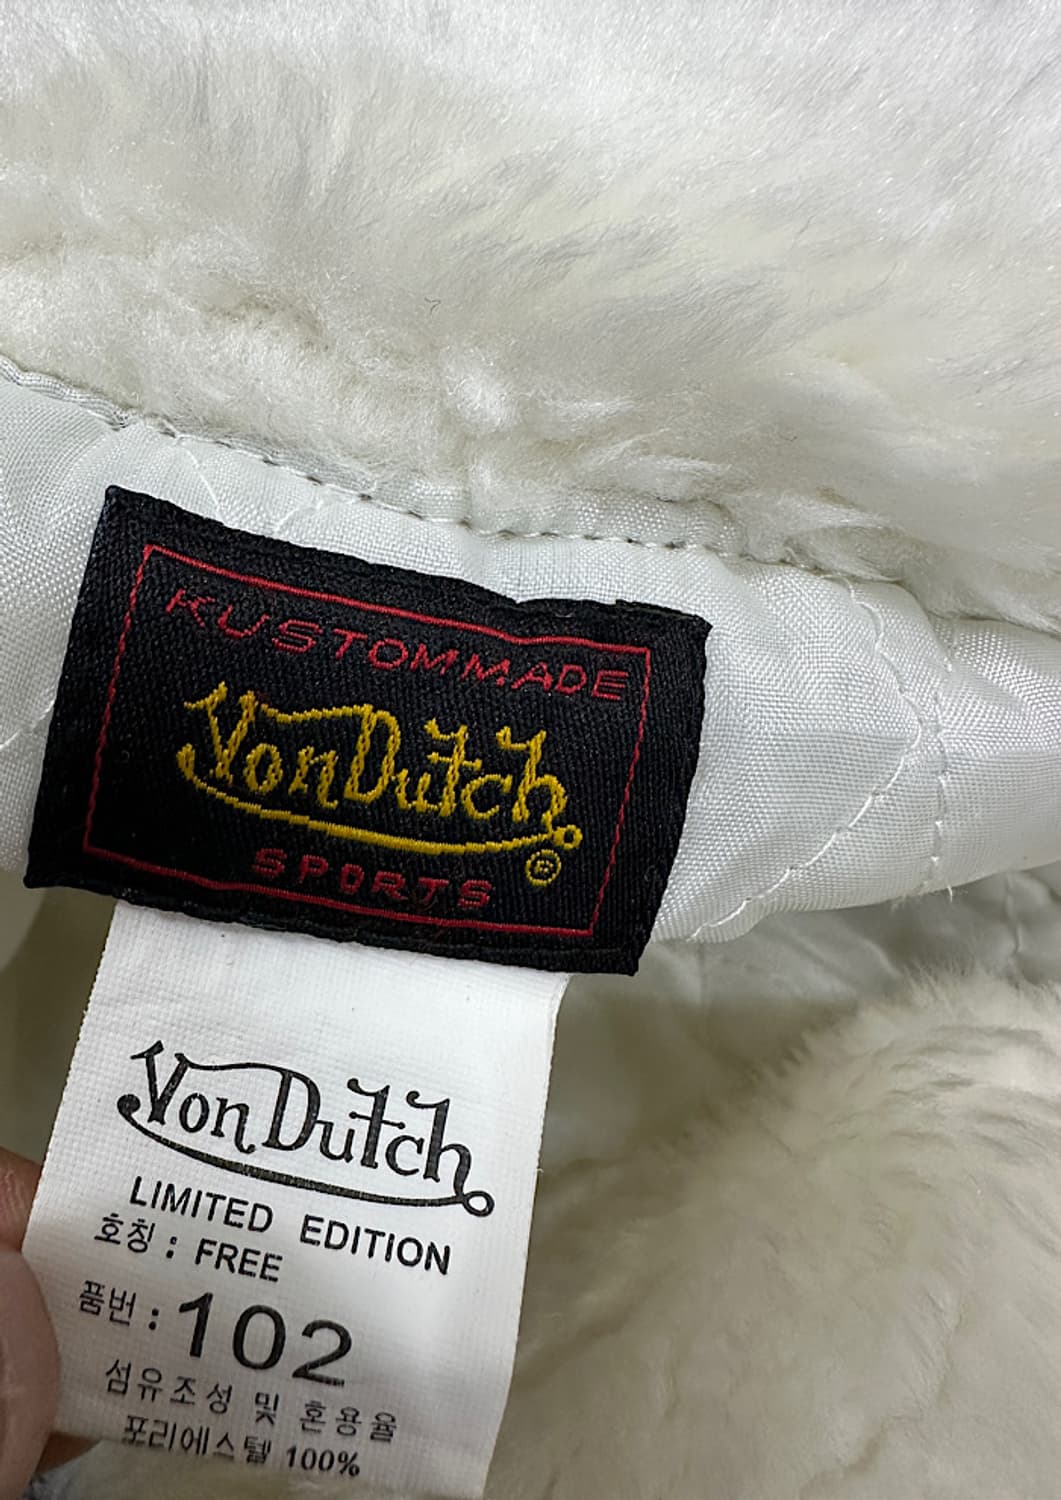 KUSTOMMADE
VonDutch
®
SPORTS
VonDutch
LIMITED EDITION
호칭 : FREE
품번 : 102
섬유조성 및 혼용율
포리에스텔 100%